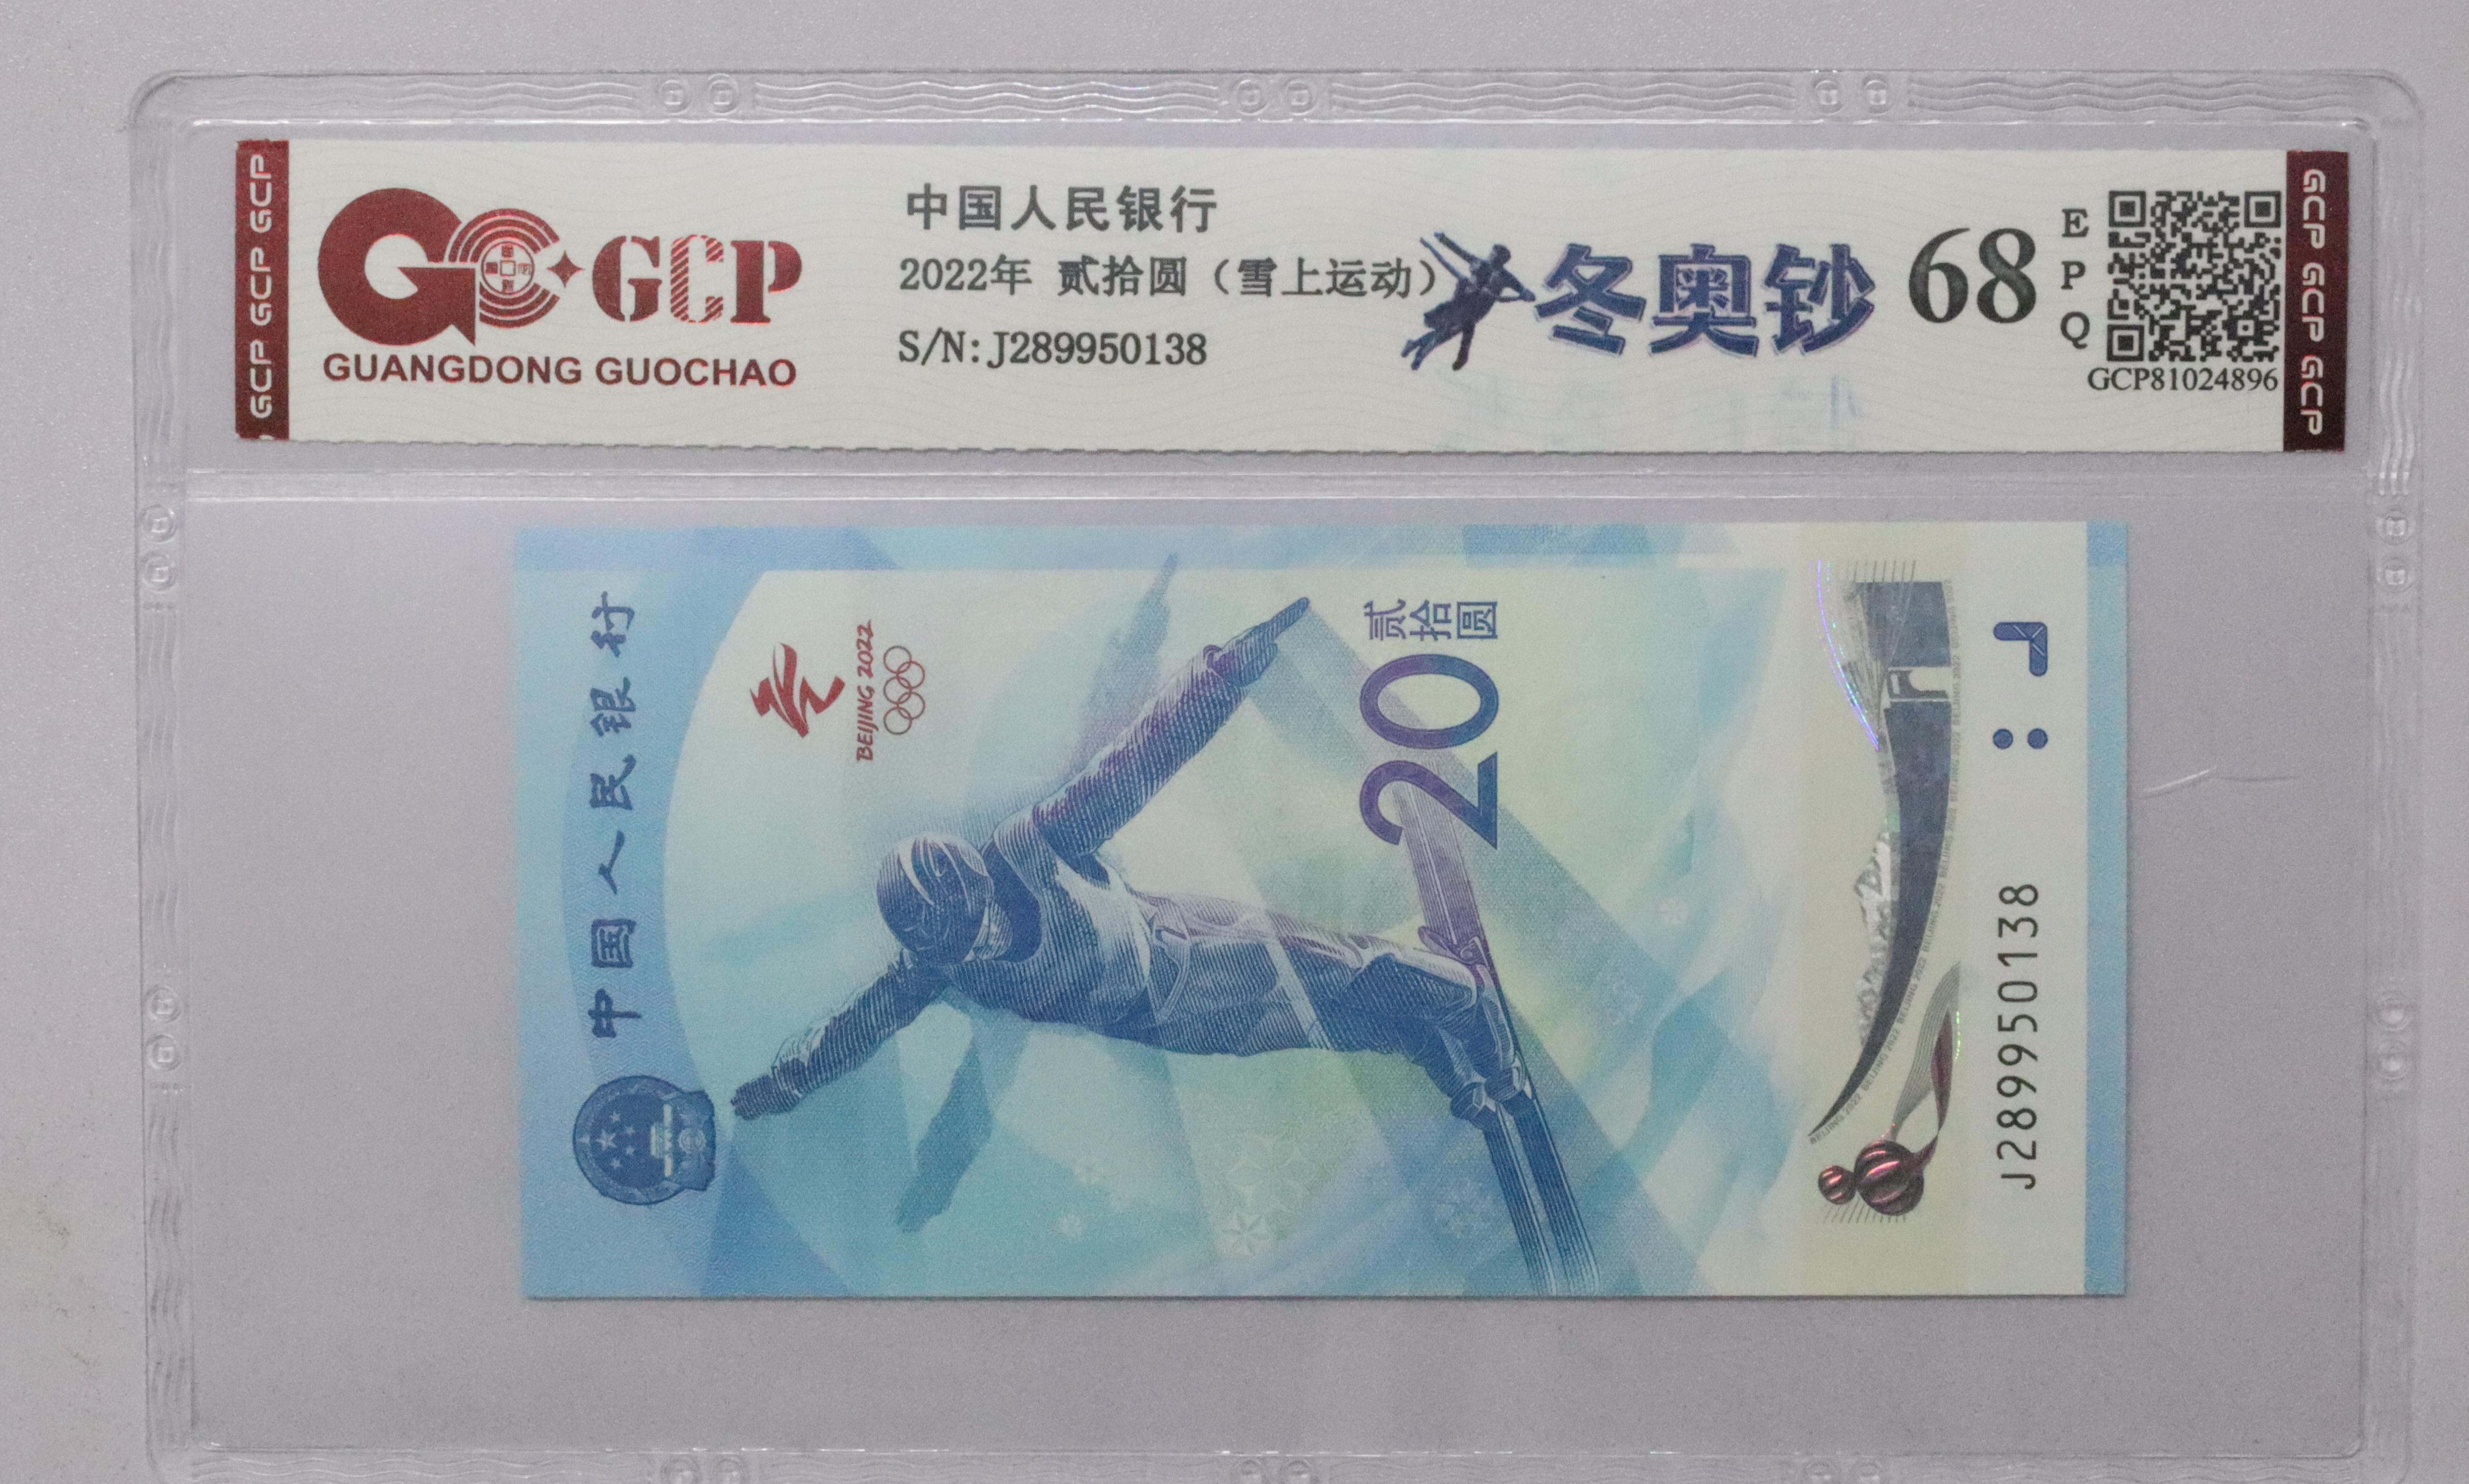 GCP GCP GCP
GCP
GUANGDONG GUOCHAO
中国人民银行
2022年 贰拾圆（雪上运动）
S/N: J289950138
冬奥钞
68
EPQ
GCP81024896
GCP GCP GCP
中国人民银行
BEIJING 2022
贰拾圆
20
J289950138